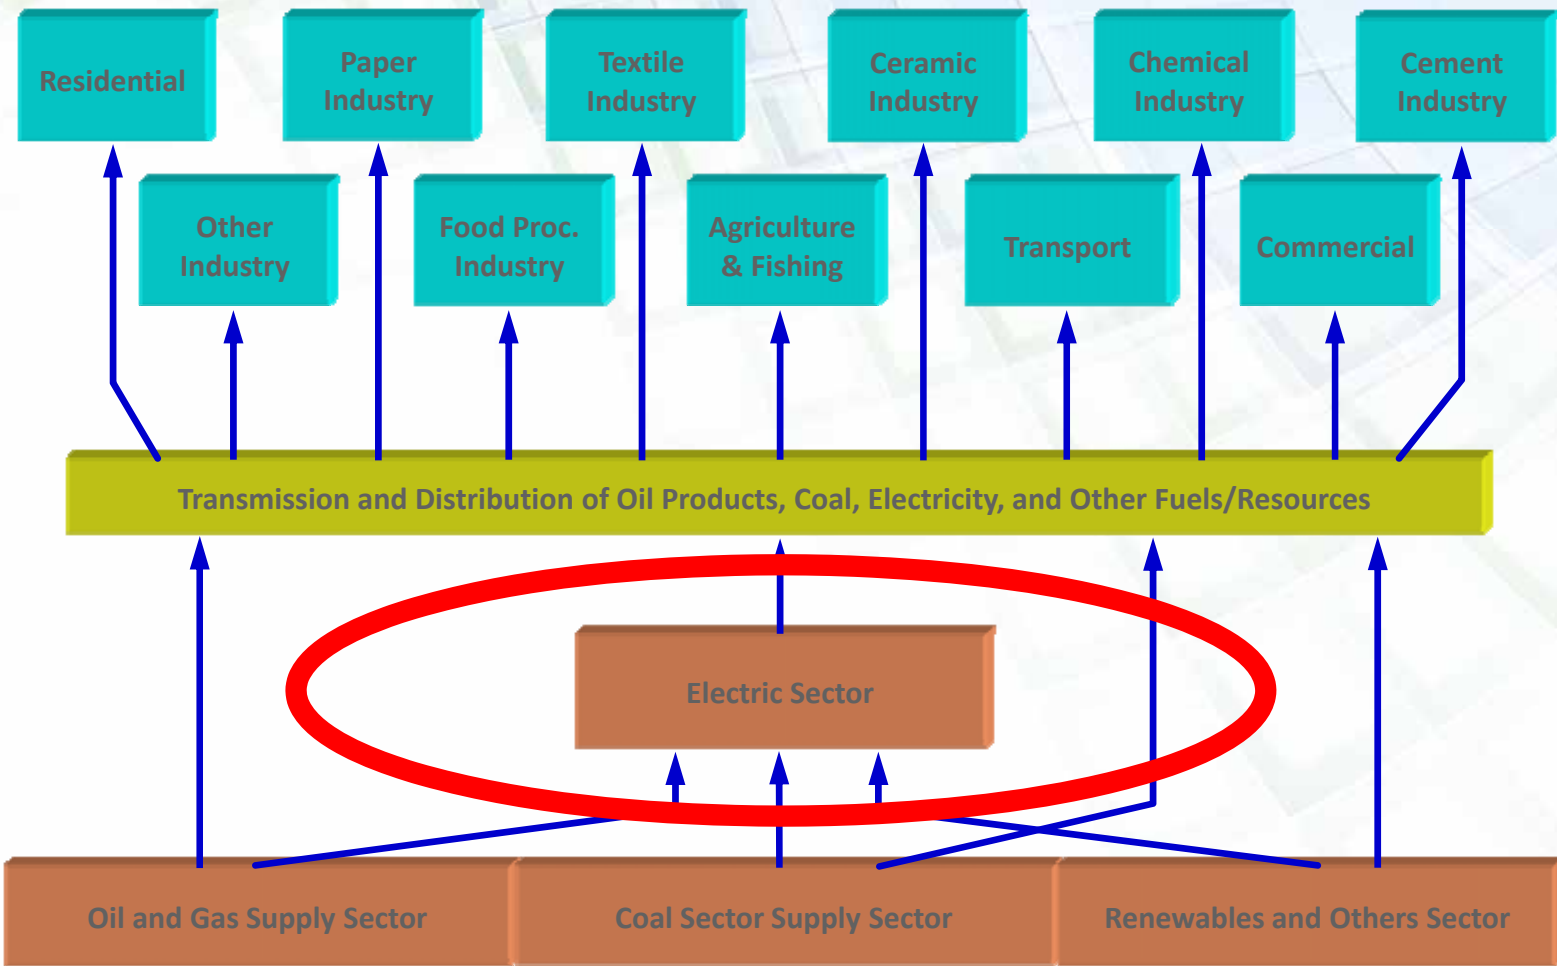 Residential
Paper
Industry
Textile
Industry
Ceramic
Industry
Chemical
Industry
Cement
Industry
Other
Industry
Food Proc.
Industry
Agriculture
& Fishing
Transport
Commercial
Transmission and Distribution of Oil Products, Coal, Electricity, and Other Fuels/Resources
Electric Sector
Oil and Gas Supply Sector
Coal Sector Supply Sector
Renewables and Others Sector